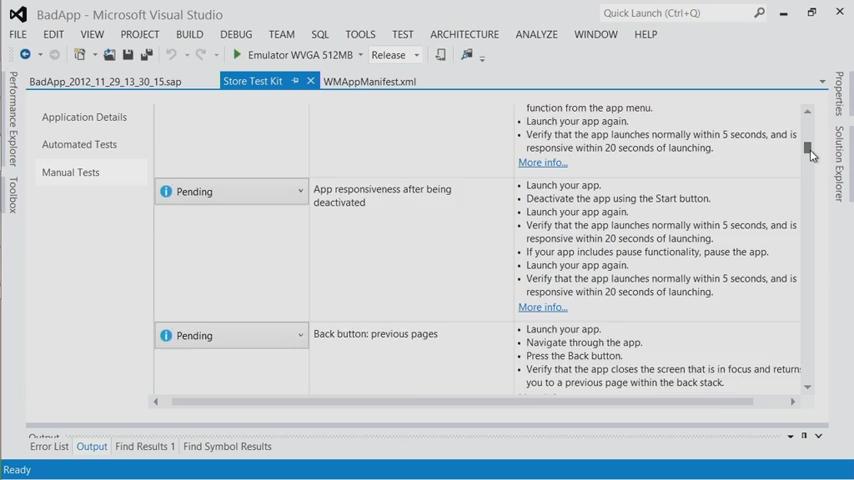 BadApp - Microsoft Visual Studio
Quick Launch (Ctrl+Q)
FILE EDIT VIEW PROJECT BUILD DEBUG TEAM SQL TOOLS TEST ARCHITECTURE ANALYZE WINDOW HELP
Emulator WVGA 512MB Release
BadApp_2012_11_29_13_30_15.sap Store Test Kit WMAppManifest.xml
Performance Explorer
Toolbox
Properties
Solution Explorer
Application Details
Automated Tests
Manual Tests
function from the app menu.
• Launch your app again.
• Verify that the app launches normally within 5 seconds, and is
responsive within 20 seconds of launching.
More info...
Pending
App responsiveness after being
deactivated
• Launch your app.
• Deactivate the app using the Start button.
• Launch your app again.
• Verify that the app launches normally within 5 seconds, and is
responsive within 20 seconds of launching.
• If your app includes pause functionality, pause the app.
• Launch your app again.
• Verify that the app launches normally within 5 seconds, and is
responsive within 20 seconds of launching.
More info...
Pending
Back button: previous pages
• Launch your app.
• Navigate through the app.
• Press the Back button.
• Verify that the app closes the screen that is in focus and returns
you to a previous page within the back stack.
Output
Error List Output Find Results 1 Find Symbol Results
Ready